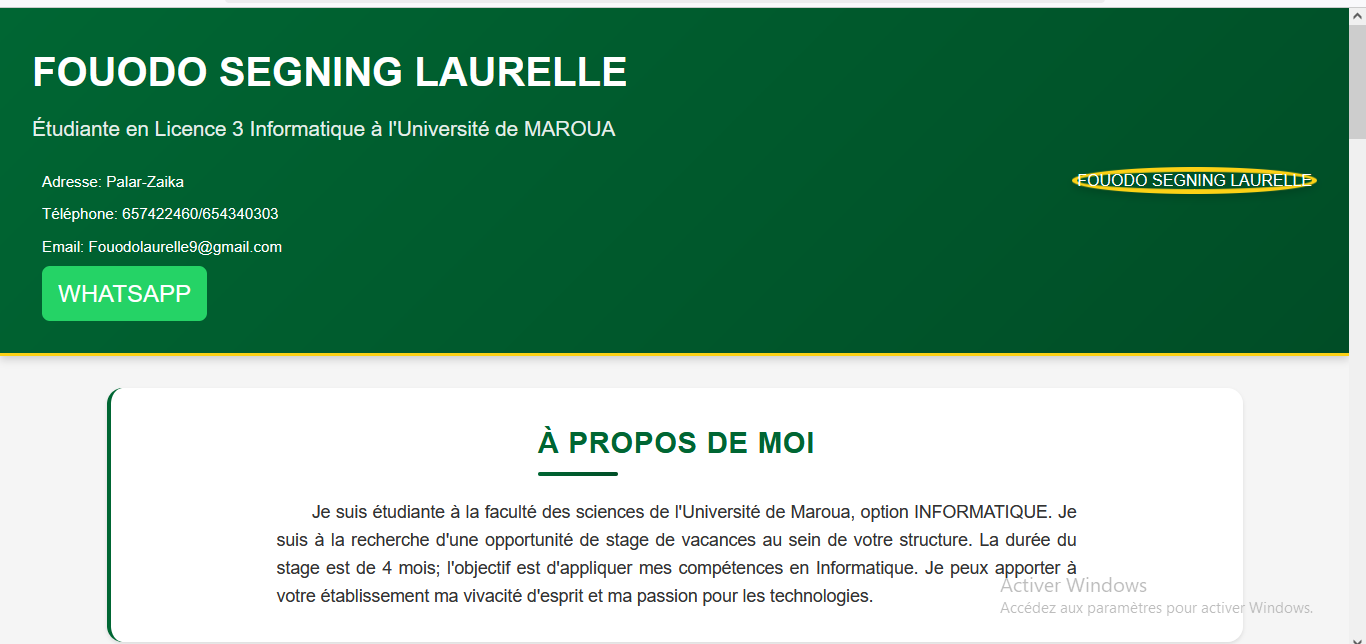 FOUODO SEGNING LAURELLE
Étudiante en Licence 3 Informatique à l'Université de MAROUA
Adresse: Palar-Zaika
FOUODO SEGNING LAURELLE
Téléphone: 657422460/654340303
Email: Fouodolaurelle9@gmail.com
WHATSAPP
À PROPOS DE MOI
Je suis étudiante à la faculté des sciences de l'Université de Maroua, option INFORMATIQUE. Je
suis à la recherche d'une opportunité de stage de vacances au sein de votre structure. La durée du
stage est de 4 mois; l'objectif est d'appliquer mes compétences en Informatique. Je peux apporter à
votre établissement ma vivacité d'esprit et ma passion pour les technologies.
Activer Windows
Accédez aux paramètres pour activer Windows.